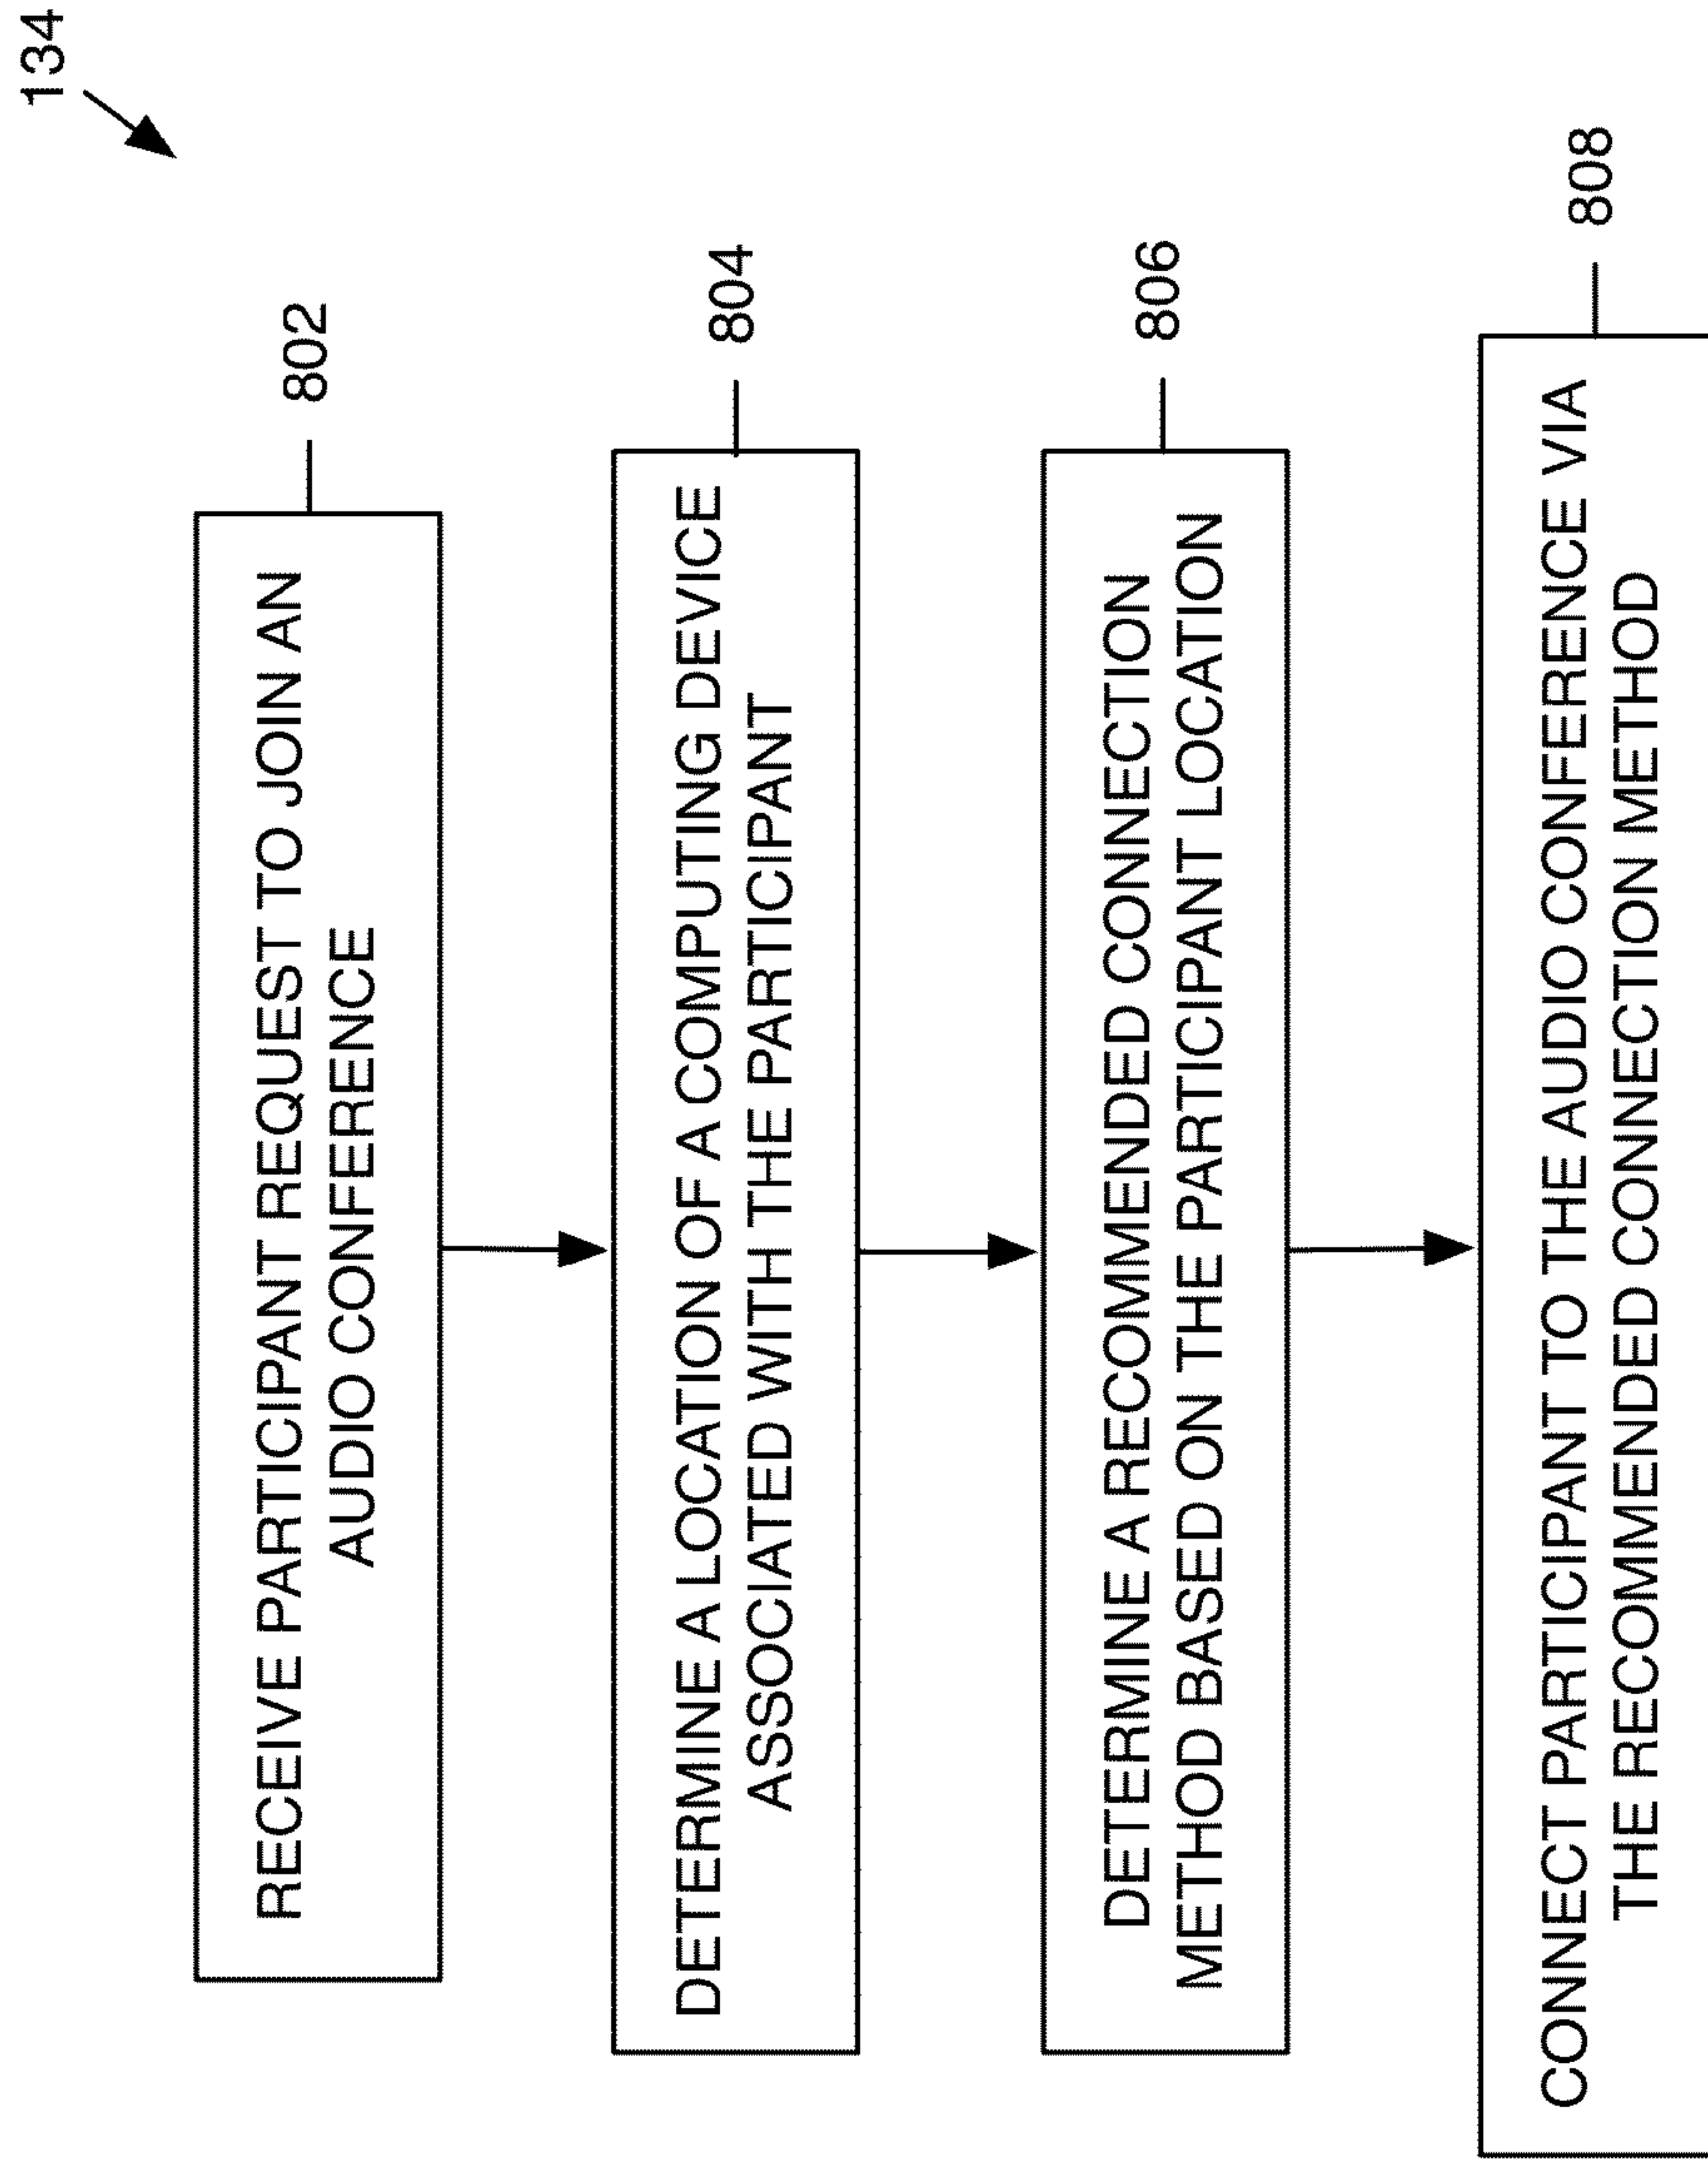 134
RECEIVE PARTICIPANT REQUEST TO JOIN AN
AUDIO CONFERENCE
802
DETERMINE A LOCATION OF A COMPUTING DEVICE
ASSOCIATED WITH THE PARTICIPANT
804
DETERMINE A RECOMMENDED CONNECTION
METHOD BASED ON THE PARTICIPANT LOCATION
806
CONNECT PARTICIPANT TO THE AUDIO CONFERENCE VIA
THE RECOMMENDED CONNECTION METHOD
808